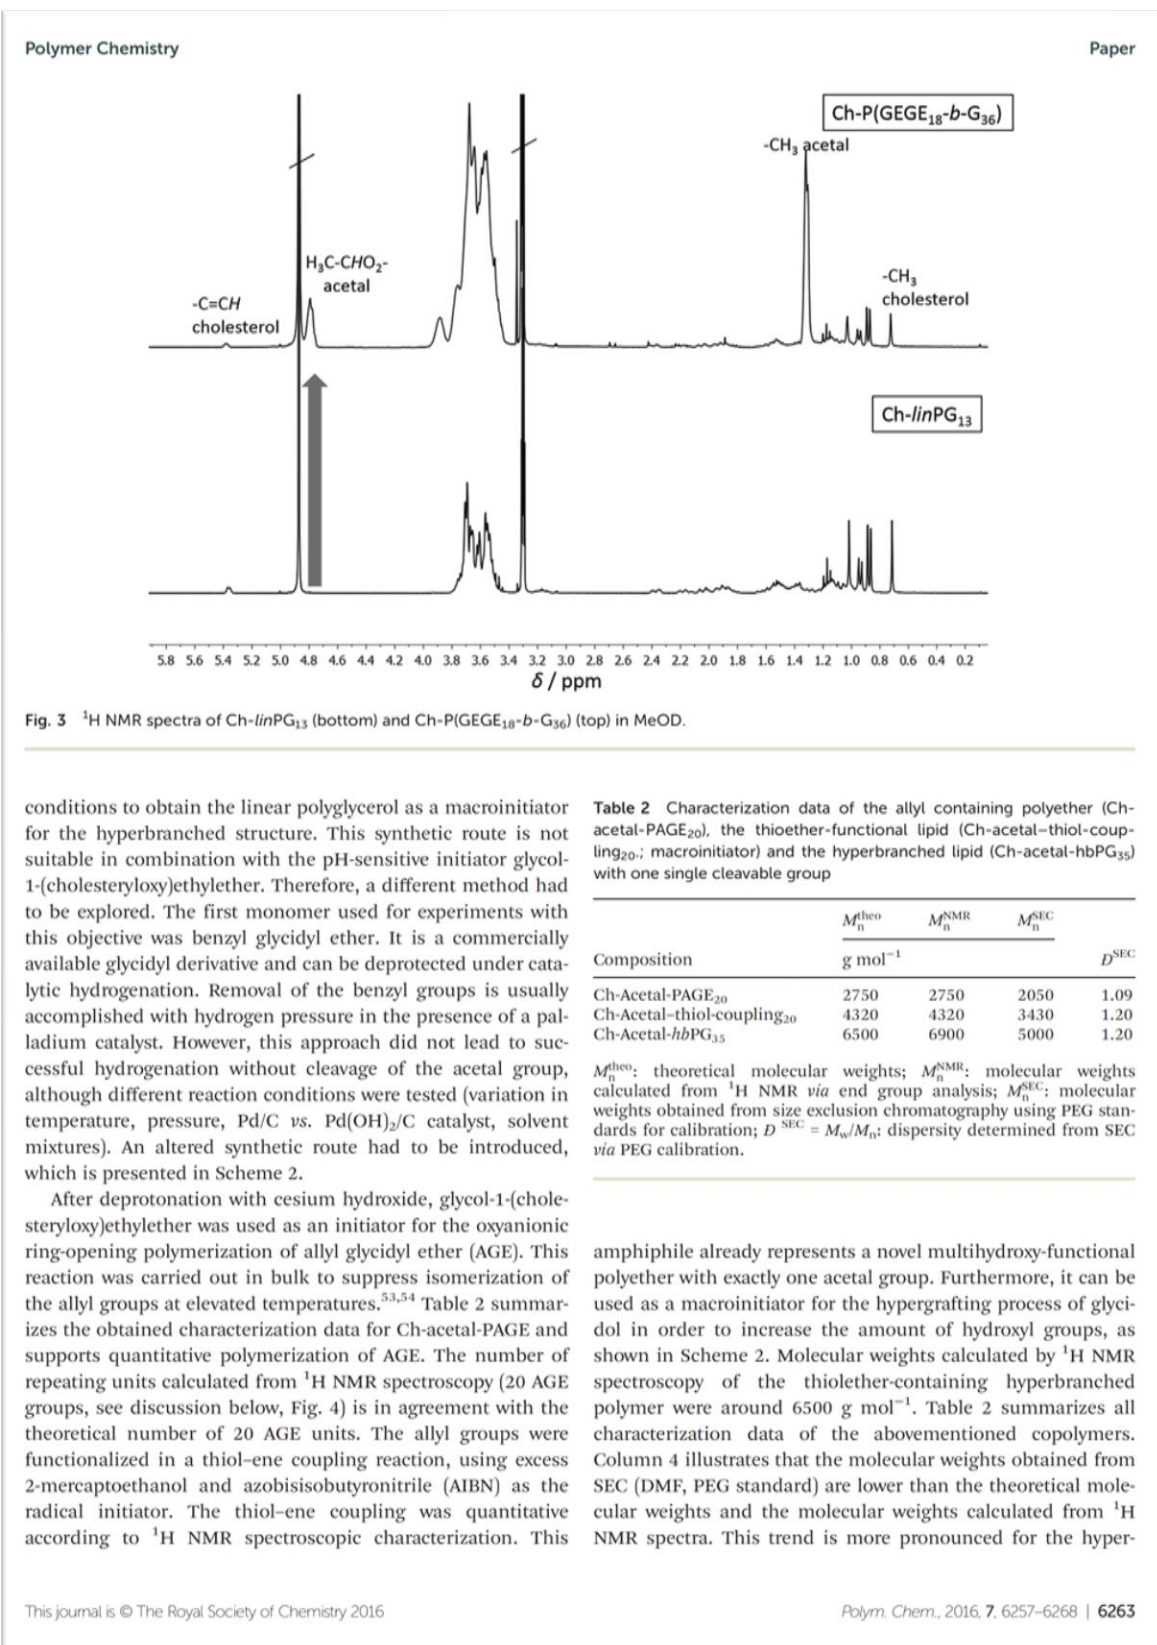 Polymer Chemistry
Paper
Ch-P(GEGE₁₈-b-G₃₆)
-CH₃ acetal
H₃C-CHO₂-
acetal
-CH₃
cholesterol
-C=CH
cholesterol
Ch-linPG₁₃
5.8 5.6 5.4 5.2 5.0 4.8 4.6 4.4 4.2 4.0 3.8 3.6 3.4 3.2 3.0 2.8 2.6 2.4 2.2 2.0 1.8 1.6 1.4 1.2 1.0 0.8 0.6 0.4 0.2
δ / ppm
Fig. 3 ¹H NMR spectra of Ch-linPG₁₃ (bottom) and Ch-P(GEGE₁₈-b-G₃₆) (top) in MeOD.
conditions to obtain the linear polyglycerol as a macroinitiator
for the hyperbranched structure. This synthetic route is not
suitable in combination with the pH-sensitive initiator glycol-
1-(cholesteryloxy)ethylether. Therefore, a different method had
to be explored. The first monomer used for experiments with
this objective was benzyl glycidyl ether. It is a commercially
available glycidyl derivative and can be deprotected under cata-
lytic hydrogenation. Removal of the benzyl groups is usually
accomplished with hydrogen pressure in the presence of a pal-
ladium catalyst. However, this approach did not lead to suc-
cessful hydrogenation without cleavage of the acetal group,
although different reaction conditions were tested (variation in
temperature, pressure, Pd/C vs. Pd(OH)₂/C catalyst, solvent
mixtures). An altered synthetic route had to be introduced,
which is presented in Scheme 2.
After deprotonation with cesium hydroxide, glycol-1-(chole-
steryloxy)ethylether was used as an initiator for the oxyanionic
ring-opening polymerization of allyl glycidyl ether (AGE). This
reaction was carried out in bulk to suppress isomerization of
the allyl groups at elevated temperatures.⁵³,⁵⁴ Table 2 summar-
izes the obtained characterization data for Ch-acetal-PAGE and
supports quantitative polymerization of AGE. The number of
repeating units calculated from ¹H NMR spectroscopy (20 AGE
groups, see discussion below, Fig. 4) is in agreement with the
theoretical number of 20 AGE units. The allyl groups were
functionalized in a thiol–ene coupling reaction, using excess
2-mercaptoethanol and azobisisobutyronitrile (AIBN) as the
radical initiator. The thiol–ene coupling was quantitative
according to ¹H NMR spectroscopic characterization. This
Table 2 Characterization data of the allyl containing polyether (Ch-
acetal-PAGE₂₀), the thioether-functional lipid (Ch-acetal–thiol-coup-
ling₂₀.; macroinitiator) and the hyperbranched lipid (Ch-acetal-hbPG₃₅)
with one single cleavable group
Mₙᵗʰᵉᵒ Mₙᴺᴹᴿ Mₙˢᴱᶜ
Composition g mol⁻¹ Dˢᴱᶜ
Ch-Acetal-PAGE₂₀ 2750 2750 2050 1.09
Ch-Acetal–thiol-coupling₂₀ 4320 4320 3430 1.20
Ch-Acetal-hbPG₃₅ 6500 6900 5000 1.20
Mₙᵗʰᵉᵒ: theoretical molecular weights; Mₙᴺᴹᴿ: molecular weights
calculated from ¹H NMR via end group analysis; Mₙˢᴱᶜ: molecular
weights obtained from size exclusion chromatography using PEG stan-
dards for calibration; D ˢᴱᶜ = Mw/Mₙ: dispersity determined from SEC
via PEG calibration.
amphiphile already represents a novel multihydroxy-functional
polyether with exactly one acetal group. Furthermore, it can be
used as a macroinitiator for the hypergrafting process of glyci-
dol in order to increase the amount of hydroxyl groups, as
shown in Scheme 2. Molecular weights calculated by ¹H NMR
spectroscopy of the thiolether-containing hyperbranched
polymer were around 6500 g mol⁻¹. Table 2 summarizes all
characterization data of the abovementioned copolymers.
Column 4 illustrates that the molecular weights obtained from
SEC (DMF, PEG standard) are lower than the theoretical mole-
cular weights and the molecular weights calculated from ¹H
NMR spectra. This trend is more pronounced for the hyper-
This journal is © The Royal Society of Chemistry 2016
Polym. Chem., 2016, 7, 6257–6268 | 6263